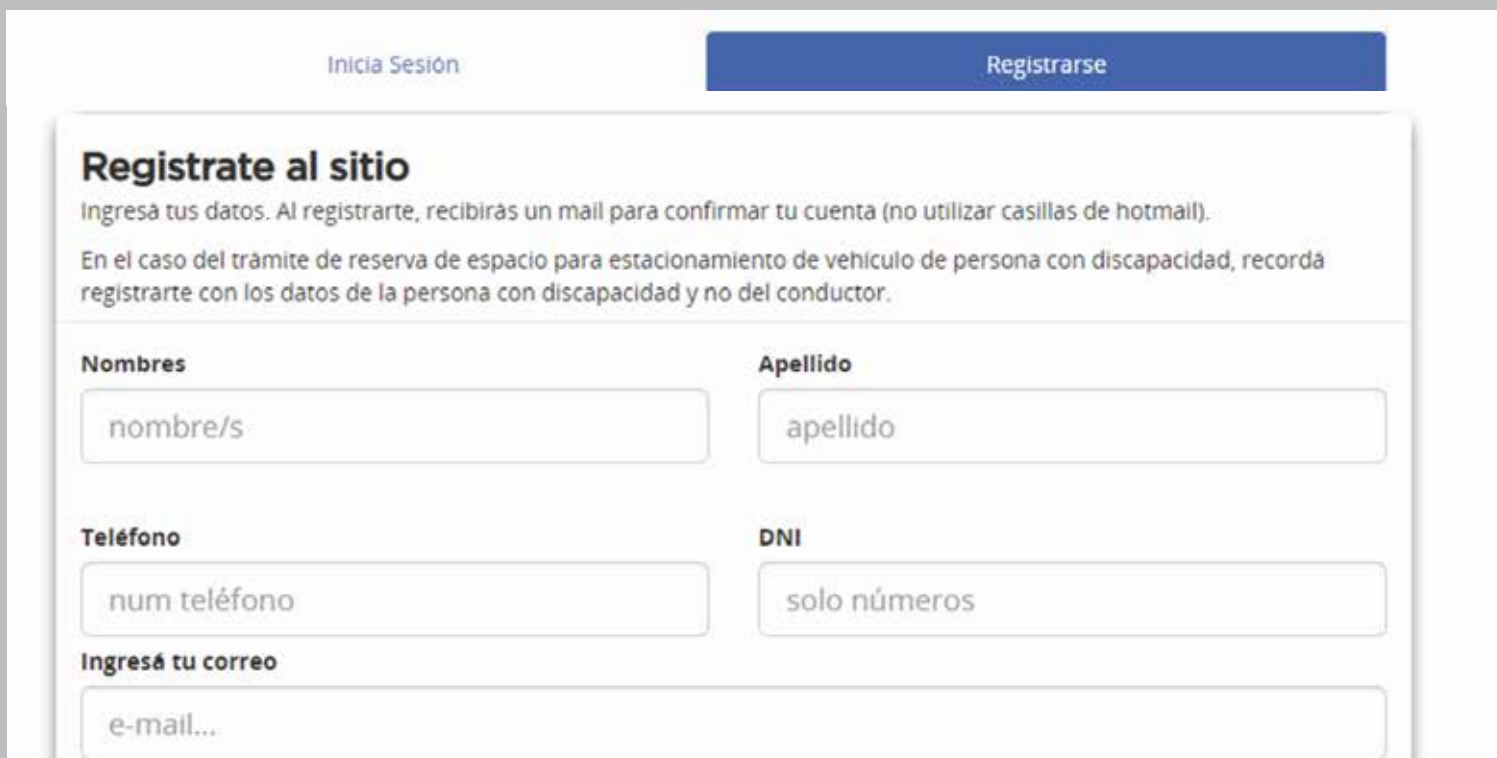 Inicia Sesión
Registrarse
Registrate al sitio
Ingresá tus datos. Al registrarte, recibirás un mail para confirmar tu cuenta (no utilizar casillas de hotmail).
En el caso del trámite de reserva de espacio para estacionamiento de vehículo de persona con discapacidad, recordá
registrarte con los datos de la persona con discapacidad y no del conductor.
Nombres
Apellido
nombre/s
apellido
Teléfono
DNI
num teléfono
solo números
Ingresá tu correo
e-mail...